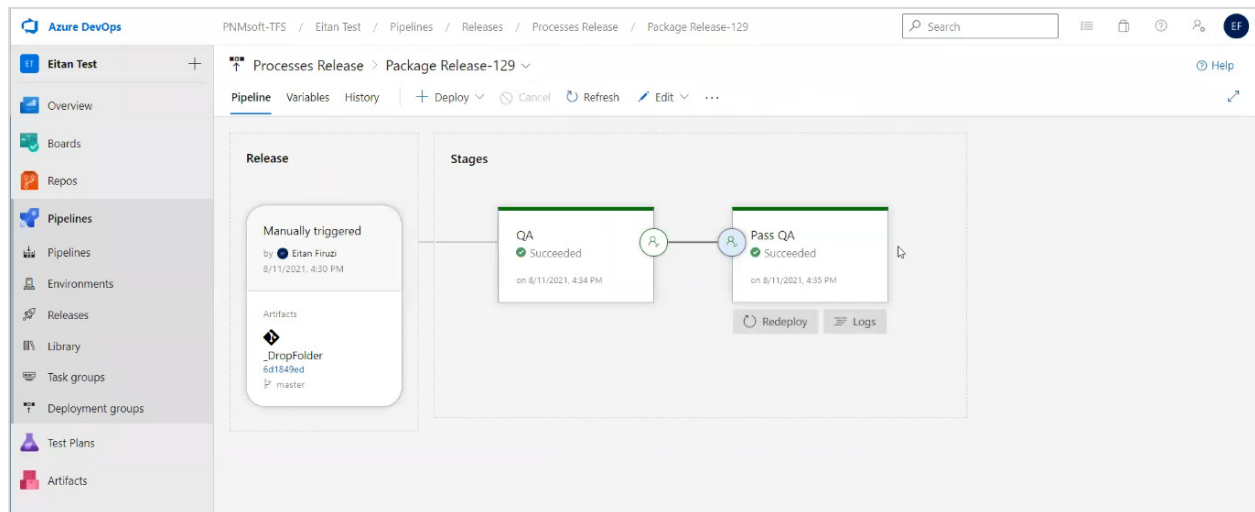 Azure DevOps
PNMsoft-TFS / Eitan Test / Pipelines / Releases / Processes Release / Package Release-129
Search
EF
ET Eitan Test
Processes Release > Package Release-129
Help
Pipeline Variables History Deploy Cancel Refresh Edit ...
Overview
Boards
Repos
Pipelines
Pipelines
Environments
Releases
Library
Task groups
Deployment groups
Test Plans
Artifacts
Release
Manually triggered
by Eitan Firuzi
8/11/2021, 4:30 PM
Artifacts
_DropFolder
6d1849ed
master
Stages
QA
Succeeded
on 8/11/2021, 4:34 PM
Pass QA
Succeeded
on 8/11/2021, 4:35 PM
Redeploy Logs